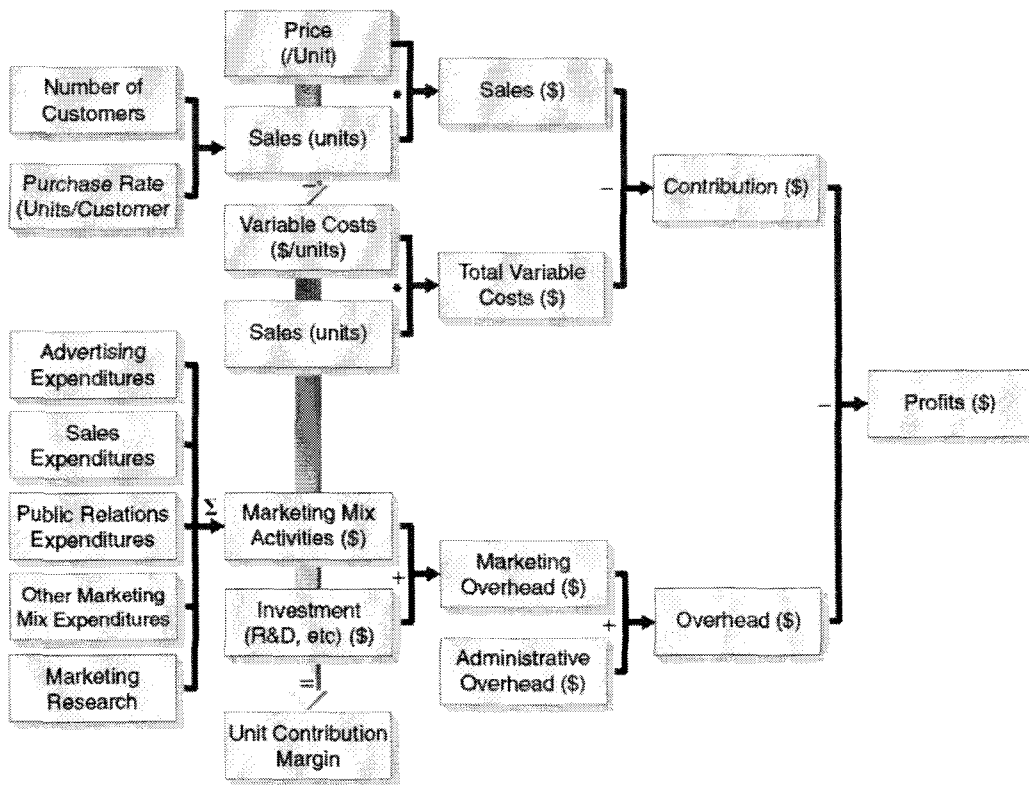 Price
(/Unit)
Number of
Customers
*
Sales ($)
Sales (units)
Purchase Rate
(Units/Customer
–
–
Contribution ($)
Variable Costs
($/units)
*
Total Variable
Costs ($)
Sales (units)
Advertising
Expenditures
–
Profits ($)
Sales
Expenditures
Σ
Public Relations
Expenditures
Marketing Mix
Activities ($)
+
Marketing
Overhead ($)
Other Marketing
Mix Expenditures
Investment
(R&D, etc) ($)
+
Overhead ($)
Administrative
Overhead ($)
Marketing
Research
=
Unit Contribution
Margin